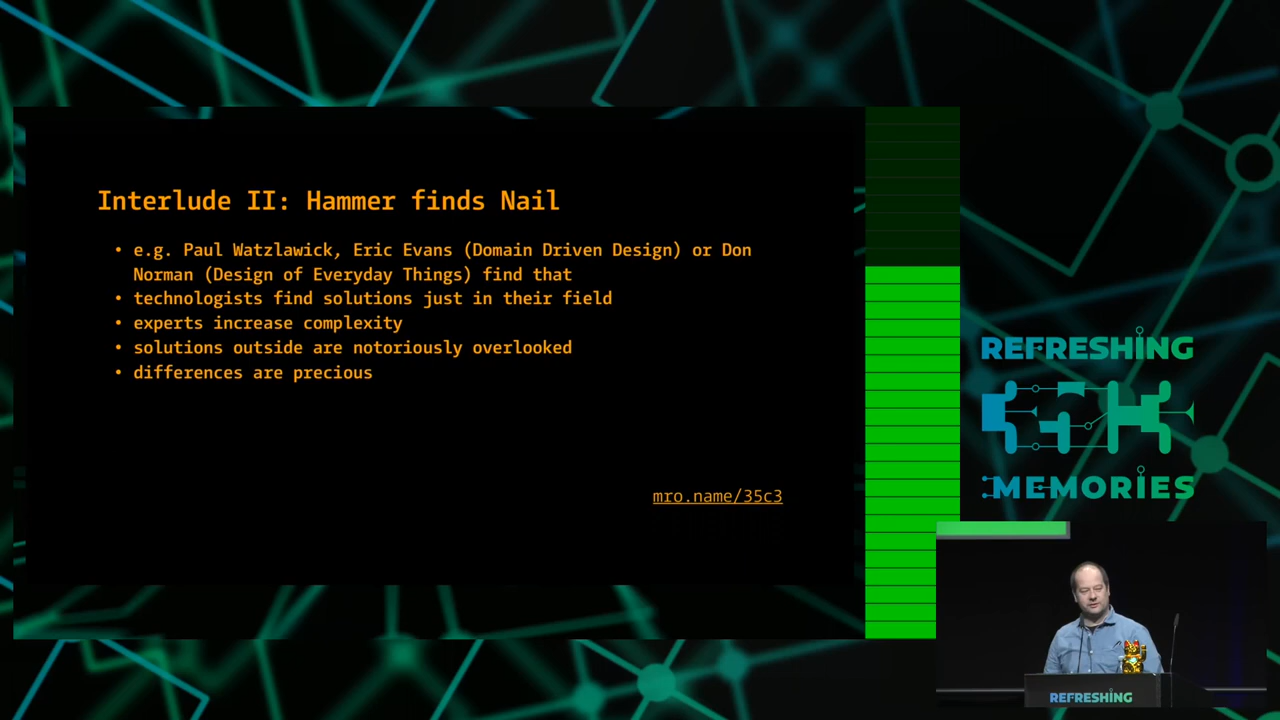 Interlude II: Hammer finds Nail
• e.g. Paul Watzlawick, Eric Evans (Domain Driven Design) or Don
Norman (Design of Everyday Things) find that
• technologists find solutions just in their field
• experts increase complexity
• solutions outside are notoriously overlooked
• differences are precious
mro.name/35c3
REFRESHING
35C3
MEMORIES
REFRESHING